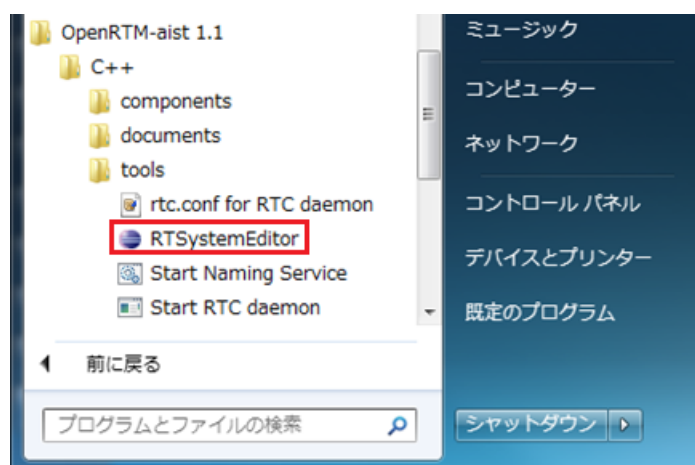 OpenRTM-aist 1.1
C++
components
documents
tools
rtc.conf for RTC daemon
RTSystemEditor
Start Naming Service
Start RTC daemon
前に戻る
プログラムとファイルの検索
ミュージック
コンピューター
ネットワーク
コントロール パネル
デバイスとプリンター
既定のプログラム
シャットダウン